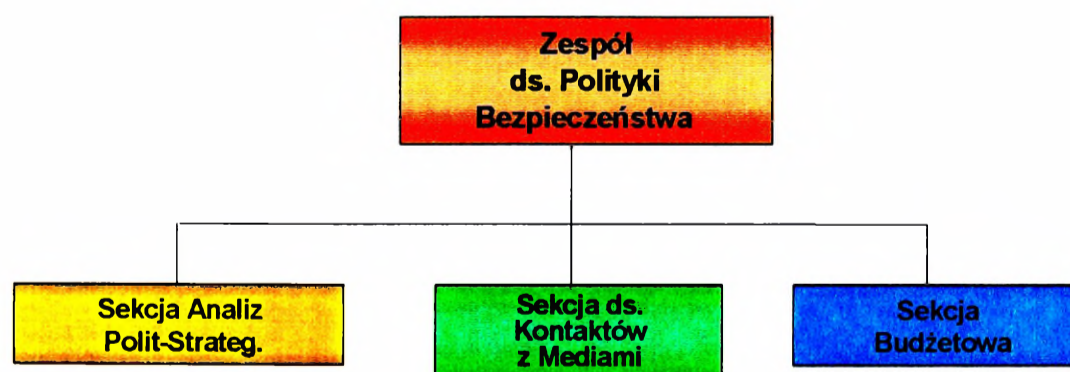 Zespół
ds. Polityki
Bezpieczeństwa
Sekcja Analiz
Polit-Strateg.
Sekcja ds.
Kontaktów
z Mediami
Sekcja
Budżetowa